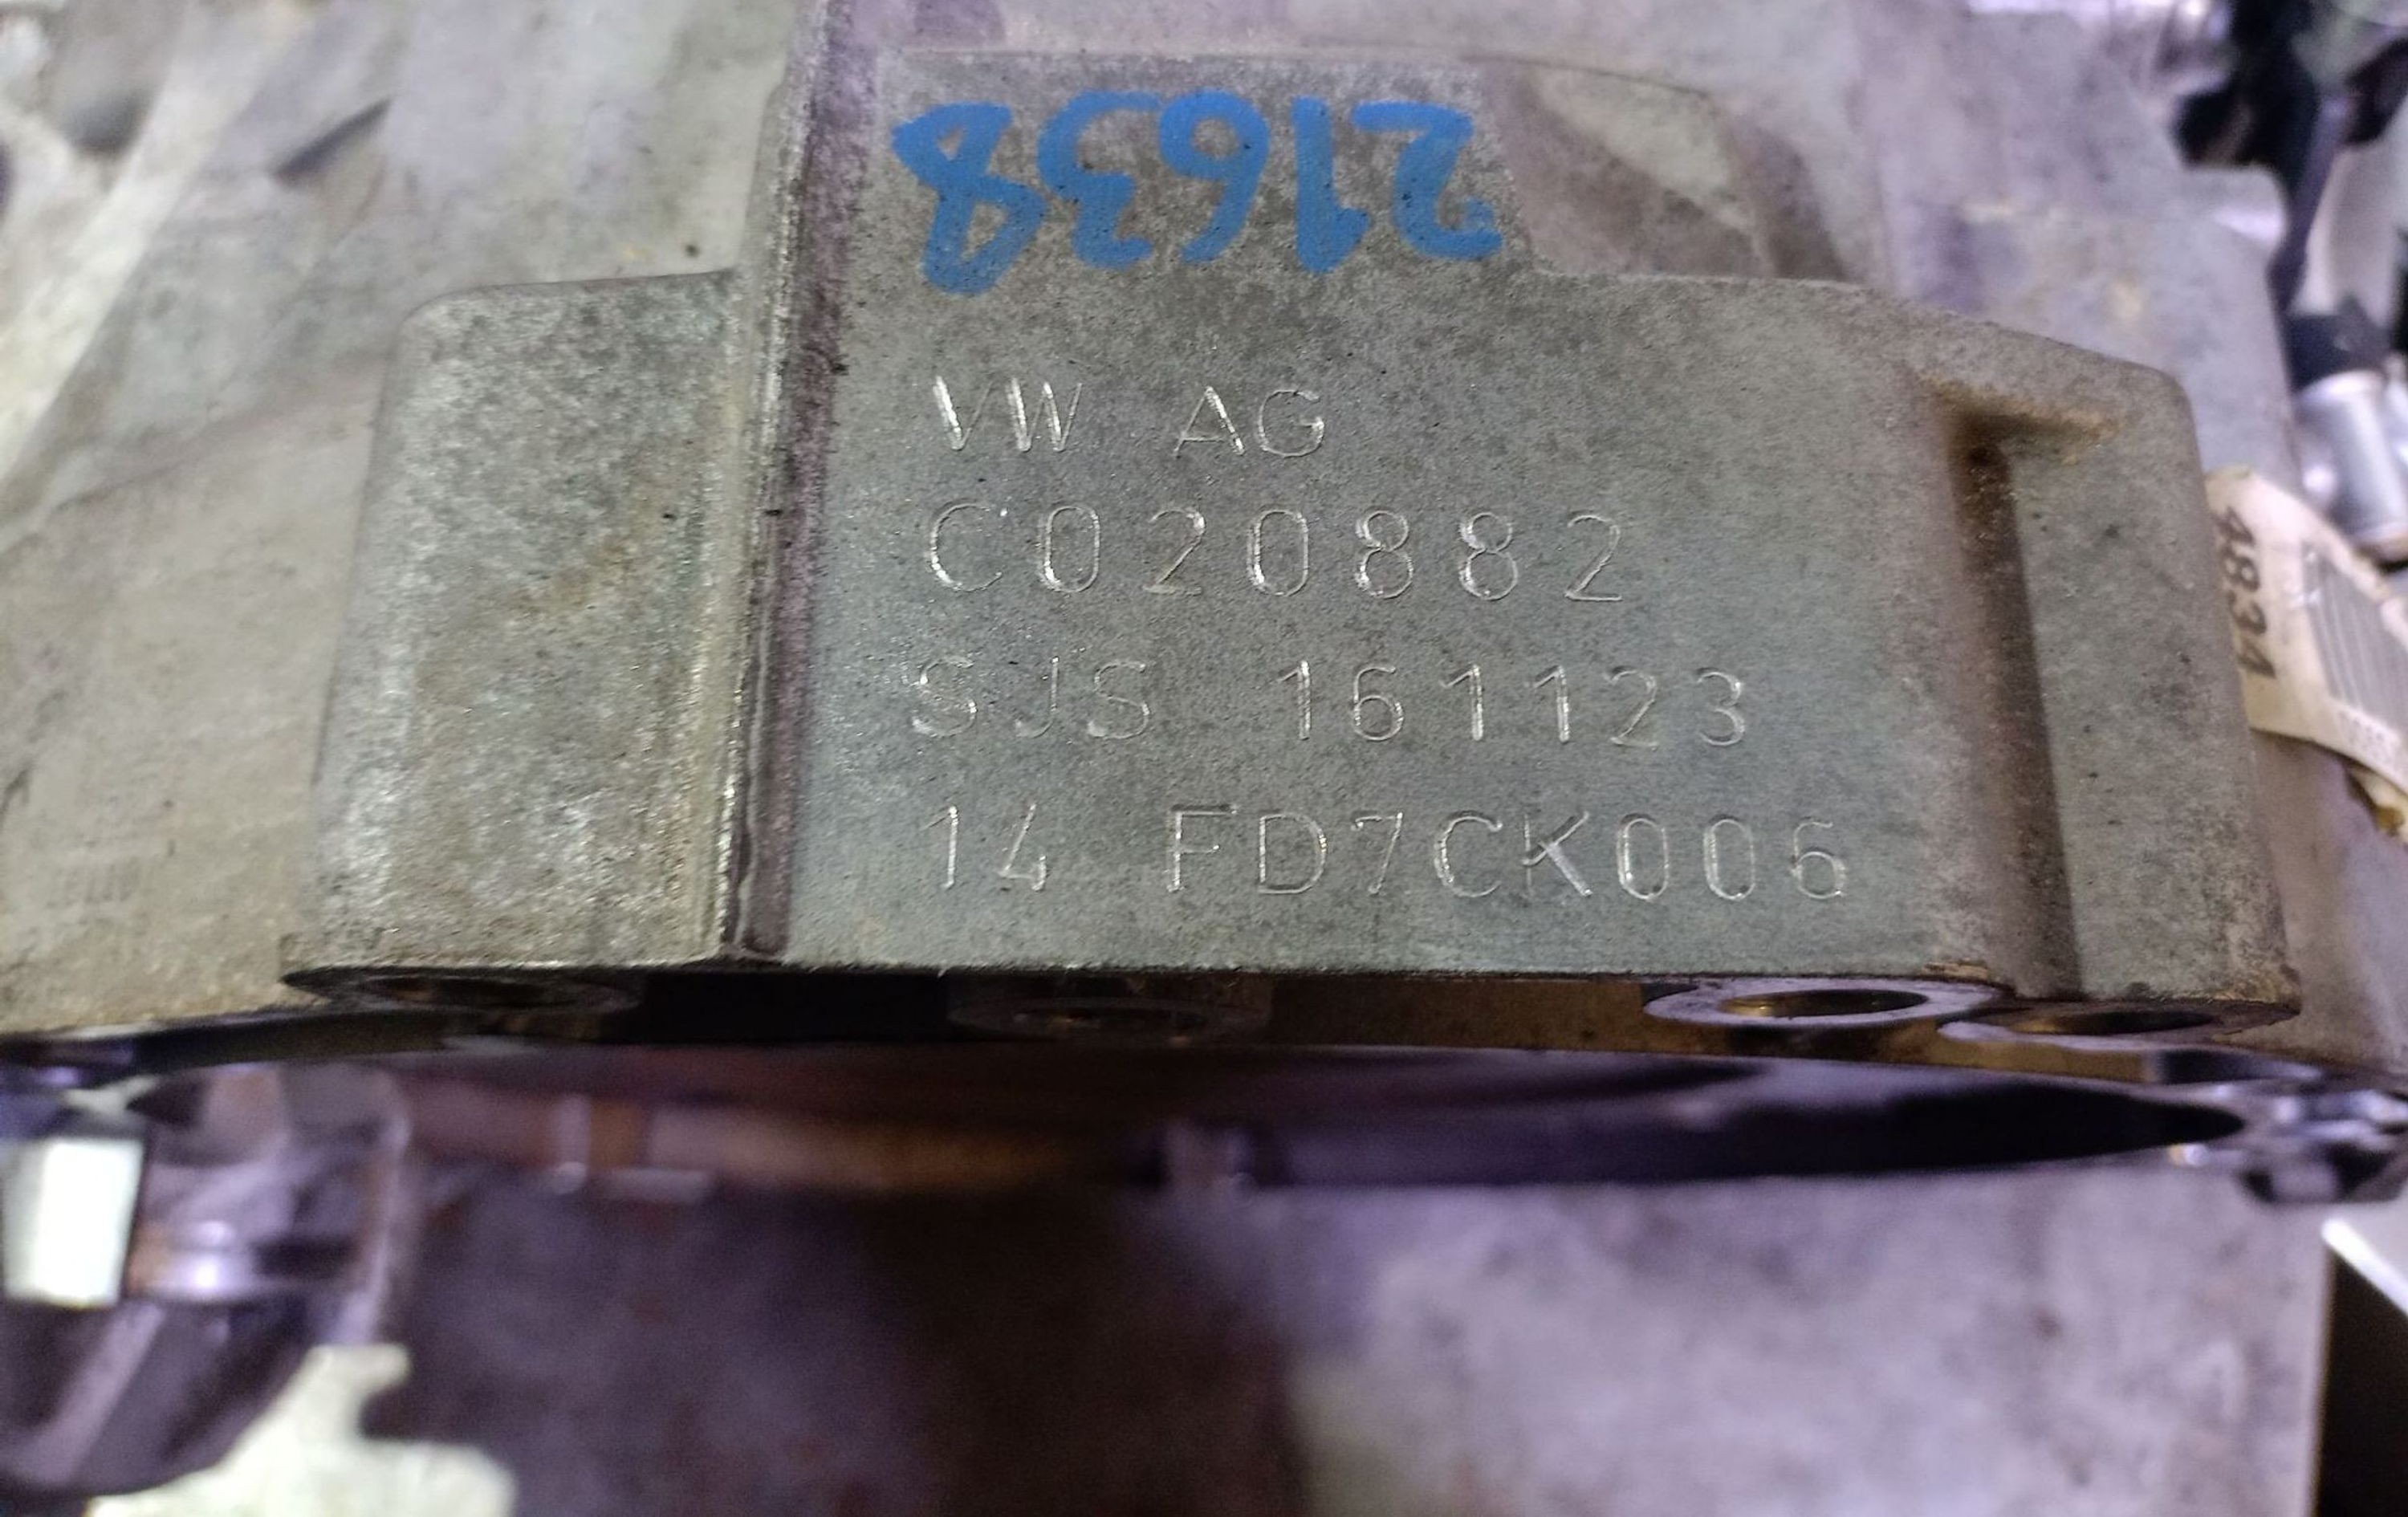 21638
VW AG
C020882
SJS 161123
14 FD7CK006
4834